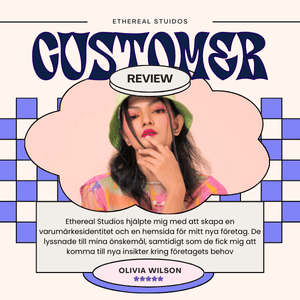 ETHEREAL STUIDOS
CUSTOMER
REVIEW
Ethereal Studios hjälpte mig med att skapa en
varumärkesidentitet och en hemsida för mitt nya företag. De
lyssnade till mina önskemål, samtidigt som de fick mig att
komma till nya insikter kring företagets behov
OLIVIA WILSON